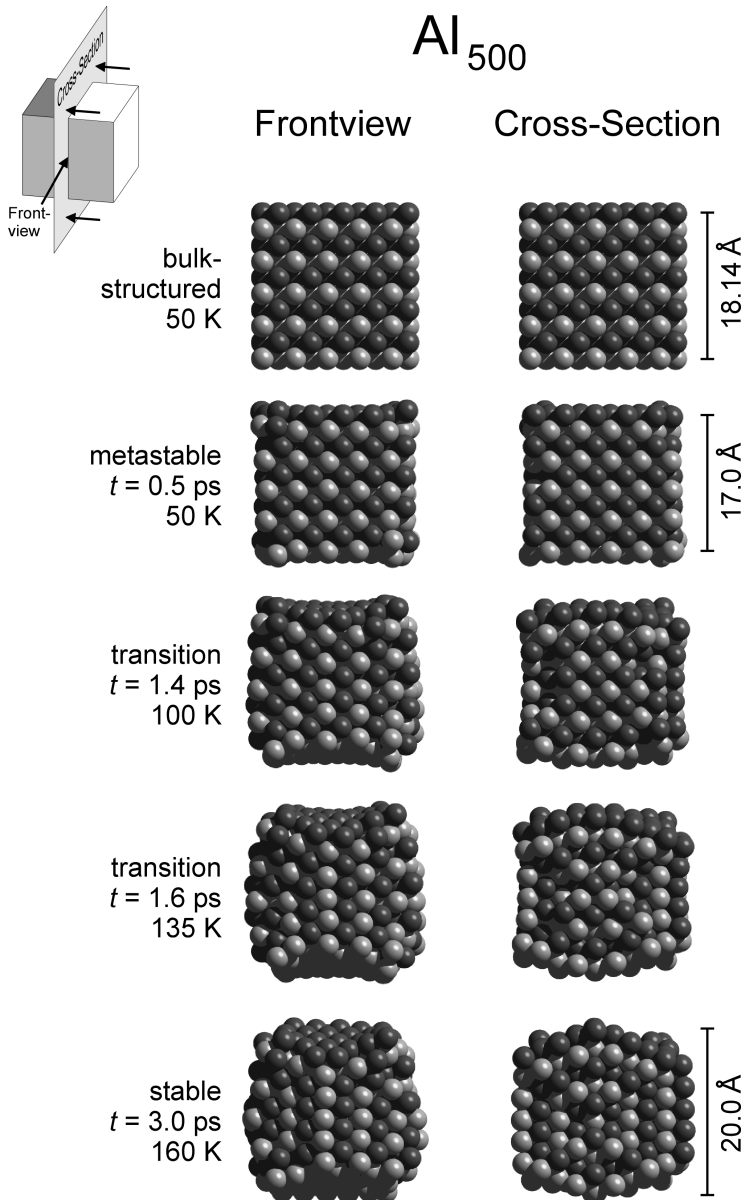 Al500
Cross-Section
Front-
view
Frontview
Cross-Section
bulk-
structured
50 K
18.14 Å
metastable
t = 0.5 ps
50 K
17.0 Å
transition
t = 1.4 ps
100 K
transition
t = 1.6 ps
135 K
stable
t = 3.0 ps
160 K
20.0 Å